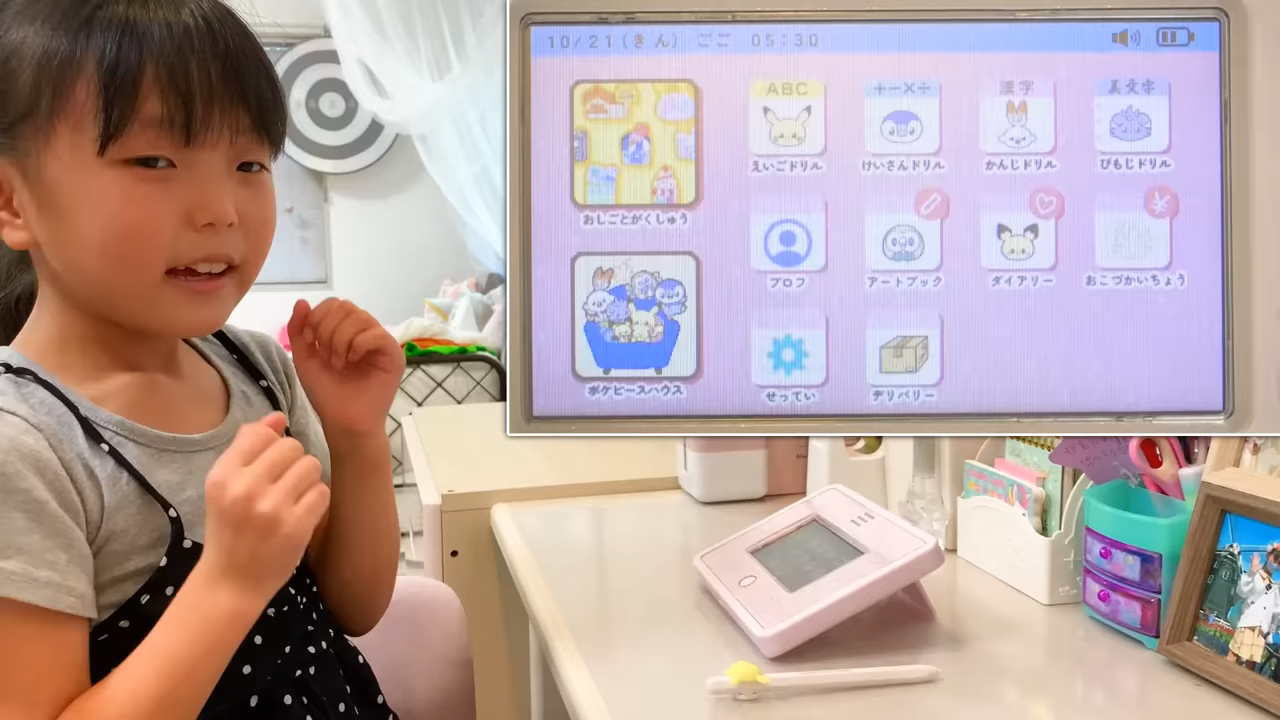 10/21(きん) ごご 05:30
ABC
+-×÷
漢字
美文字
えいごドリル
けいさんドリル
かんじドリル
びもじドリル
おしごとがくしゅう
¥
プロフ
アートブック
ダイアリー
おこづかいちょう
ポケピースハウス
せってい
デリバリー